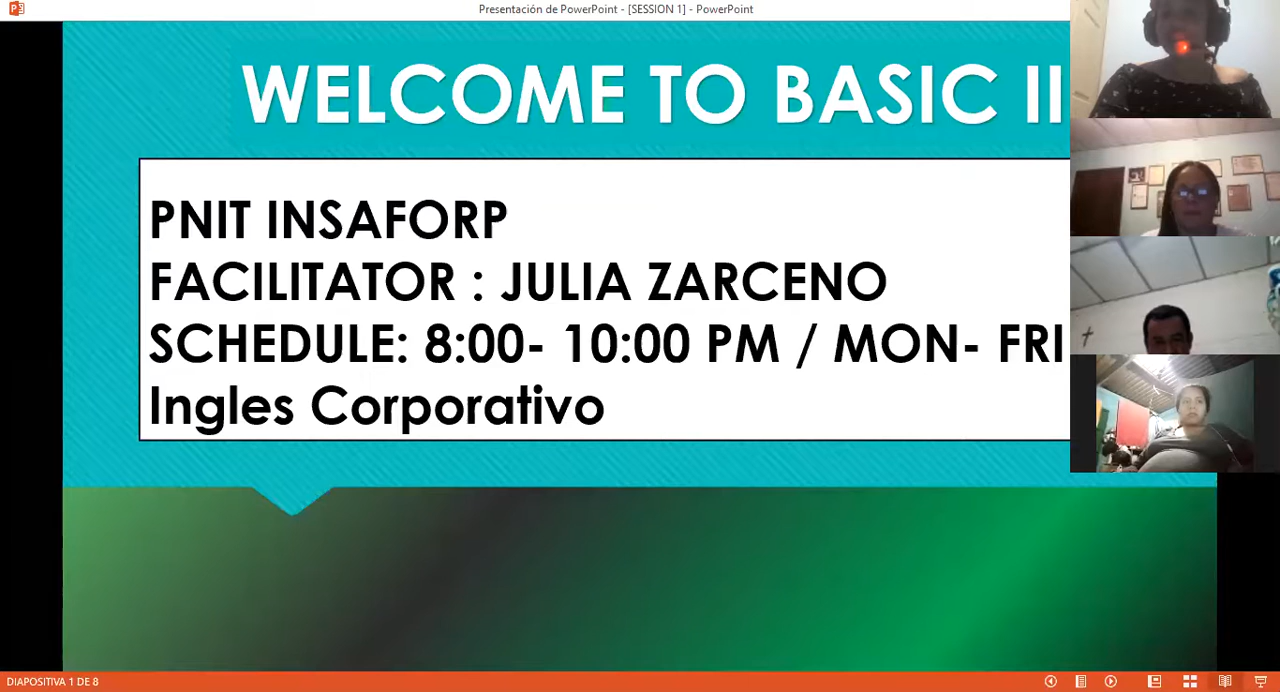 Presentación de PowerPoint - [SESSION 1] - PowerPoint
WELCOME TO BASIC II
PNIT INSAFORP
FACILITATOR : JULIA ZARCENO
SCHEDULE: 8:00- 10:00 PM / MON- FRI
Ingles Corporativo
DIAPOSITIVA 1 DE 8